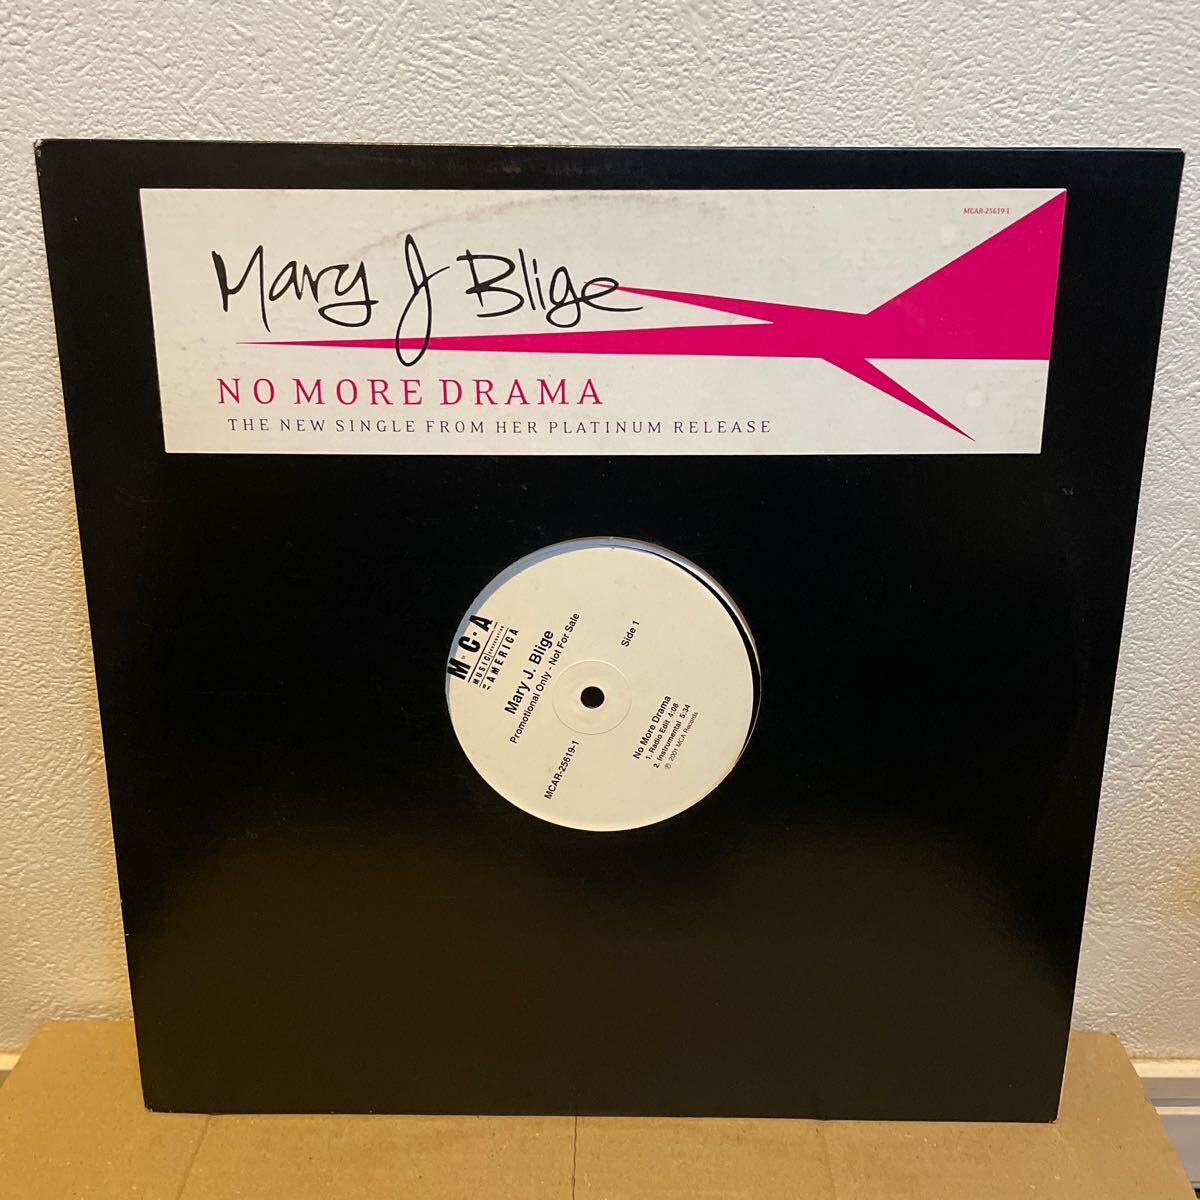 MCAR-25619-1
Mary J Blige
NO MORE DRAMA
THE NEW SINGLE FROM HER PLATINUM RELEASE
M·C·A
MUSIC CORPORATION
OF AMERICA
Mary J. Blige
Promotional Only - Not For Sale
Side 1
MCAR-25619-1
No More Drama
1. Radio Edit 4:08
2. Instrumental 5:34
℗ 2001 MCA Records